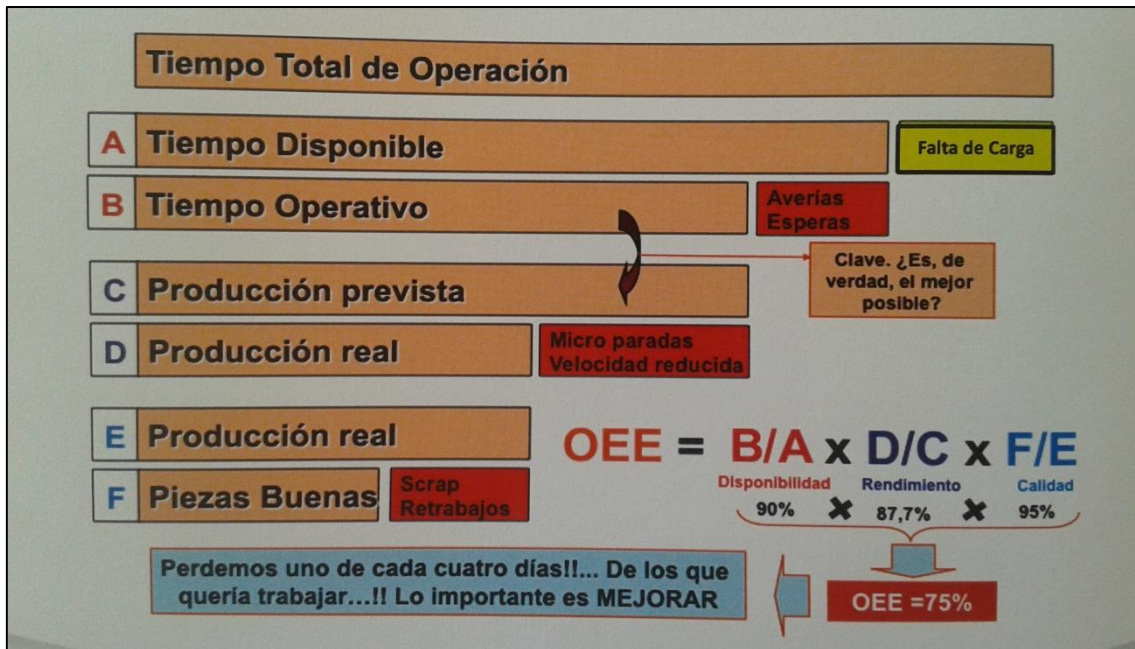 Tiempo Total de Operación
A Tiempo Disponible
Falta de Carga
B Tiempo Operativo
Averías
Esperas
Clave. ¿Es, de
verdad, el mejor
posible?
C Producción prevista
D Producción real
Micro paradas
Velocidad reducida
E Producción real
F Piezas Buenas
Scrap
Retrabajos
OEE = B/A x D/C x F/E
Disponibilidad Rendimiento Calidad
90% ✖ 87,7% ✖ 95%
OEE =75%
Perdemos uno de cada cuatro días!!... De los que
quería trabajar...!! Lo importante es MEJORAR